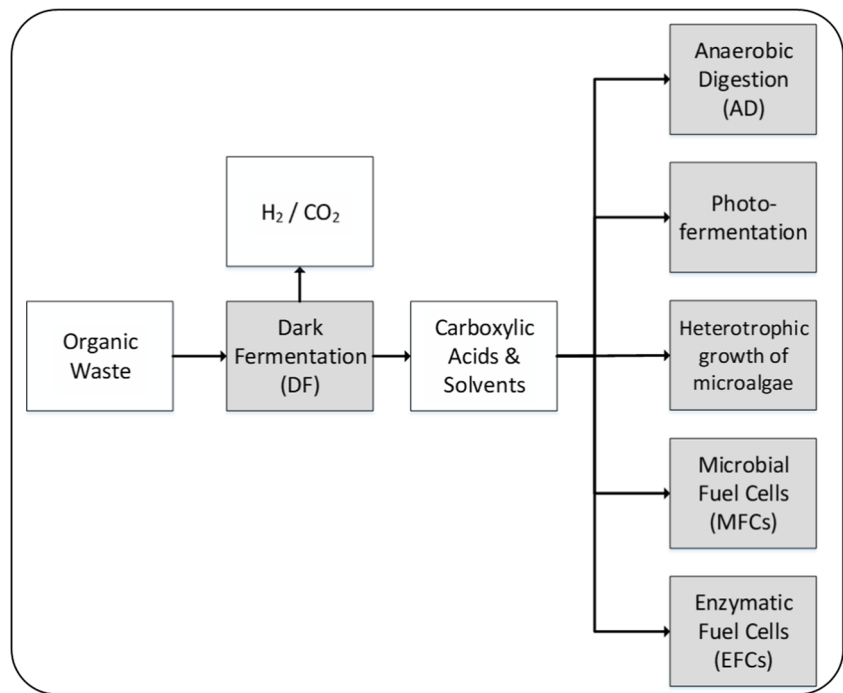 Anaerobic
Digestion
(AD)
H₂ / CO₂
Photo-
fermentation
Organic
Waste
Dark
Fermentation
(DF)
Carboxylic
Acids &
Solvents
Heterotrophic
growth of
microalgae
Microbial
Fuel Cells
(MFCs)
Enzymatic
Fuel Cells
(EFCs)